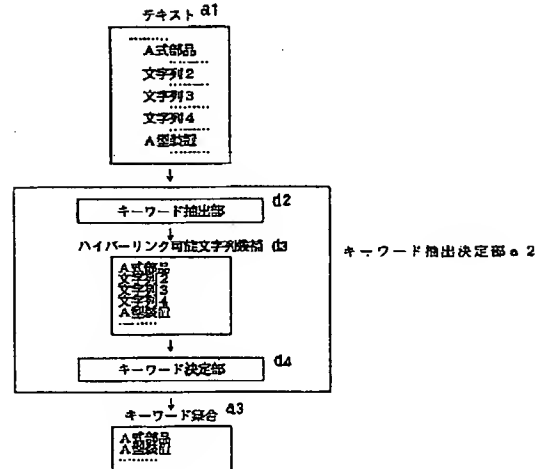 テキスト a1
A式部品
文字列2
文字列3
文字列4
A型装置
キーワード抽出部 d2
ハイパーリンク可能文字列候補 d3
A式部品
文字列2
文字列3
文字列4
A型装置
キーワード決定部 d4
キーワード抽出決定部a2
キーワード集合 a3
A式部品
A型装置